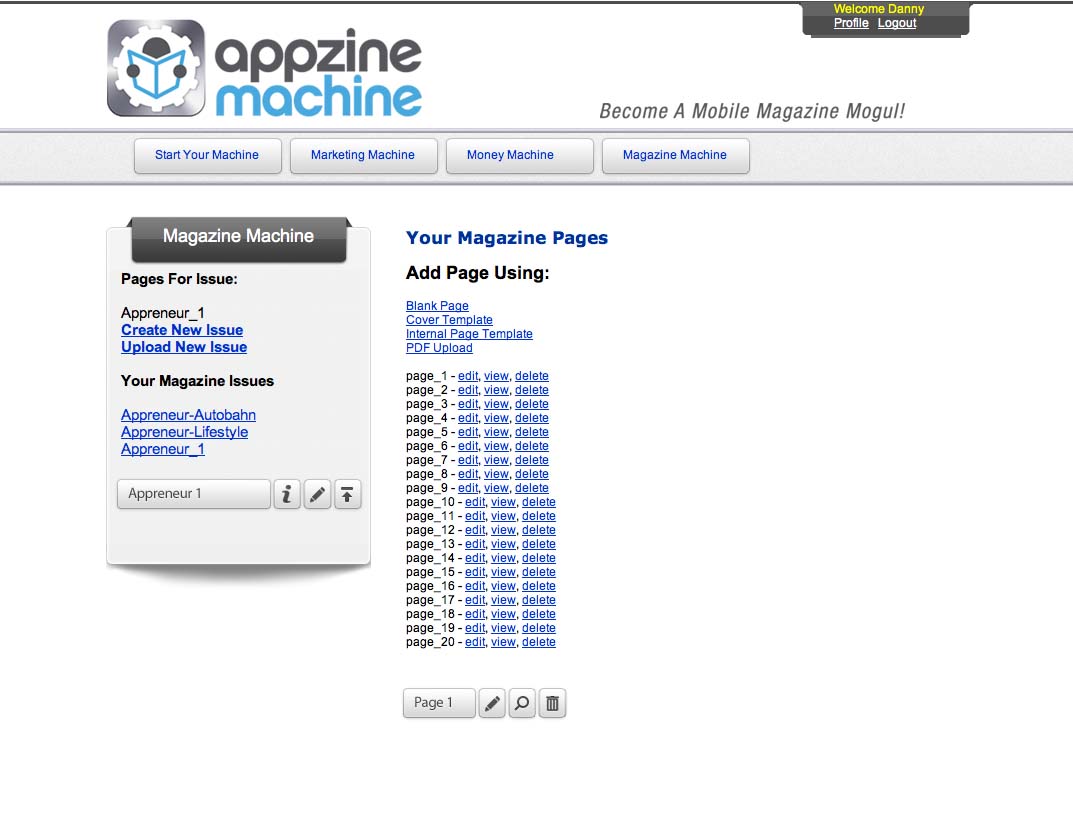 Welcome Danny
Profile Logout
appzine
machine
Become A Mobile Magazine Mogul!
Start Your Machine
Marketing Machine
Money Machine
Magazine Machine
Magazine Machine
Pages For Issue:
Appreneur_1
Create New Issue
Upload New Issue
Your Magazine Issues
Appreneur-Autobahn
Appreneur-Lifestyle
Appreneur_1
Appreneur 1
Your Magazine Pages
Add Page Using:
Blank Page
Cover Template
Internal Page Template
PDF Upload
page_1 - edit, view, delete
page_2 - edit, view, delete
page_3 - edit, view, delete
page_4 - edit, view, delete
page_5 - edit, view, delete
page_6 - edit, view, delete
page_7 - edit, view, delete
page_8 - edit, view, delete
page_9 - edit, view, delete
page_10 - edit, view, delete
page_11 - edit, view, delete
page_12 - edit, view, delete
page_13 - edit, view, delete
page_14 - edit, view, delete
page_15 - edit, view, delete
page_16 - edit, view, delete
page_17 - edit, view, delete
page_18 - edit, view, delete
page_19 - edit, view, delete
page_20 - edit, view, delete
Page 1